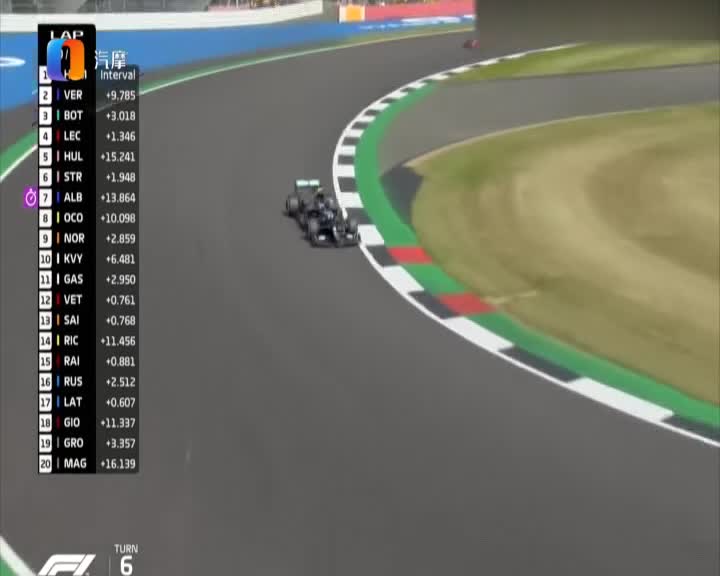 LAP
汽摩
1 Interval
2 VER +9.785
3 BOT +3.018
4 LEC +1.346
5 HUL +15.241
6 STR +1.948
7 ALB +13.864
8 OCO +10.098
9 NOR +2.859
10 KVY +6.481
11 GAS +2.950
12 VET +0.761
13 SAI +0.768
14 RIC +11.456
15 RAI +0.881
16 RUS +2.512
17 LAT +0.607
18 GIO +11.337
19 GRO +3.357
20 MAG +16.139
F1 TURN
6